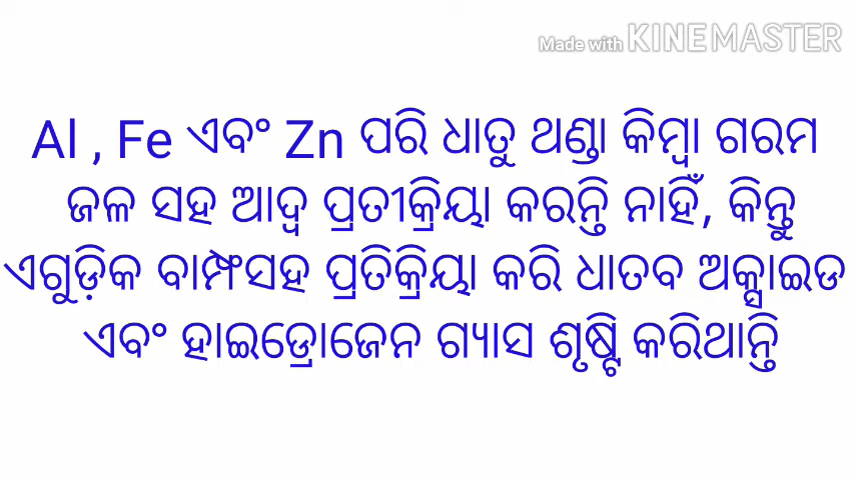 Made with KINEMASTER
Al , Fe ଏବଂ Zn ପରି ଧାତୁ ଥଣ୍ଡା କିମ୍ବା ଗରମ
ଜଳ ସହ ଆଦ୍ୱ ପ୍ରତୀକ୍ରିୟା କରନ୍ତି ନାହିଁ, କିନ୍ତୁ
ଏଗୁଡ଼ିକ ବାମ୍ଫସହ ପ୍ରତିକ୍ରିୟା କରି ଧାତବ ଅକ୍ସାଇଡ
ଏବଂ ହାଇଡ୍ରୋଜେନ ଗ୍ୟାସ ଶୃଷ୍ଟି କରିଥାନ୍ତି